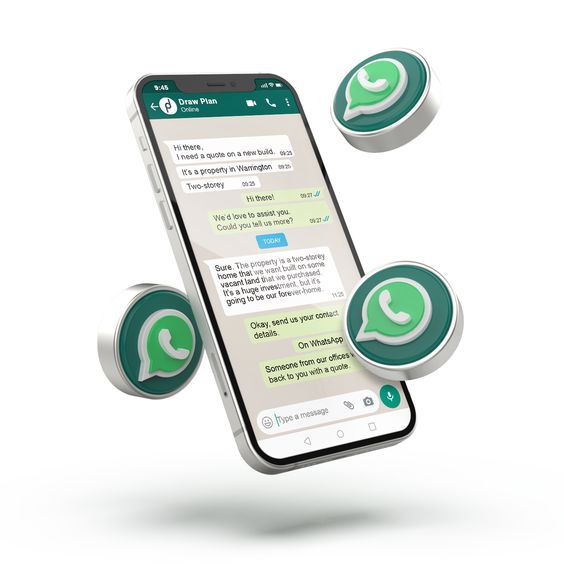 9:45
Draw Plan
Online
Hi there,
I need a quote on a new build. 09:25
It's a property in Warrington 09:25
Two-storey 09:25
Hi there! 09:27
We'd love to assist you.
Could you tell us more? 09:27
TODAY
Sure. The property is a two-storey
home that we want built on some
vacant land that we purchased.
It's a huge investment, but it's
going to be our forever-home. 11:25
Okay, send us your contact
details.
On WhatsApp
Someone from our offices
back to you with a quote.
Type a message